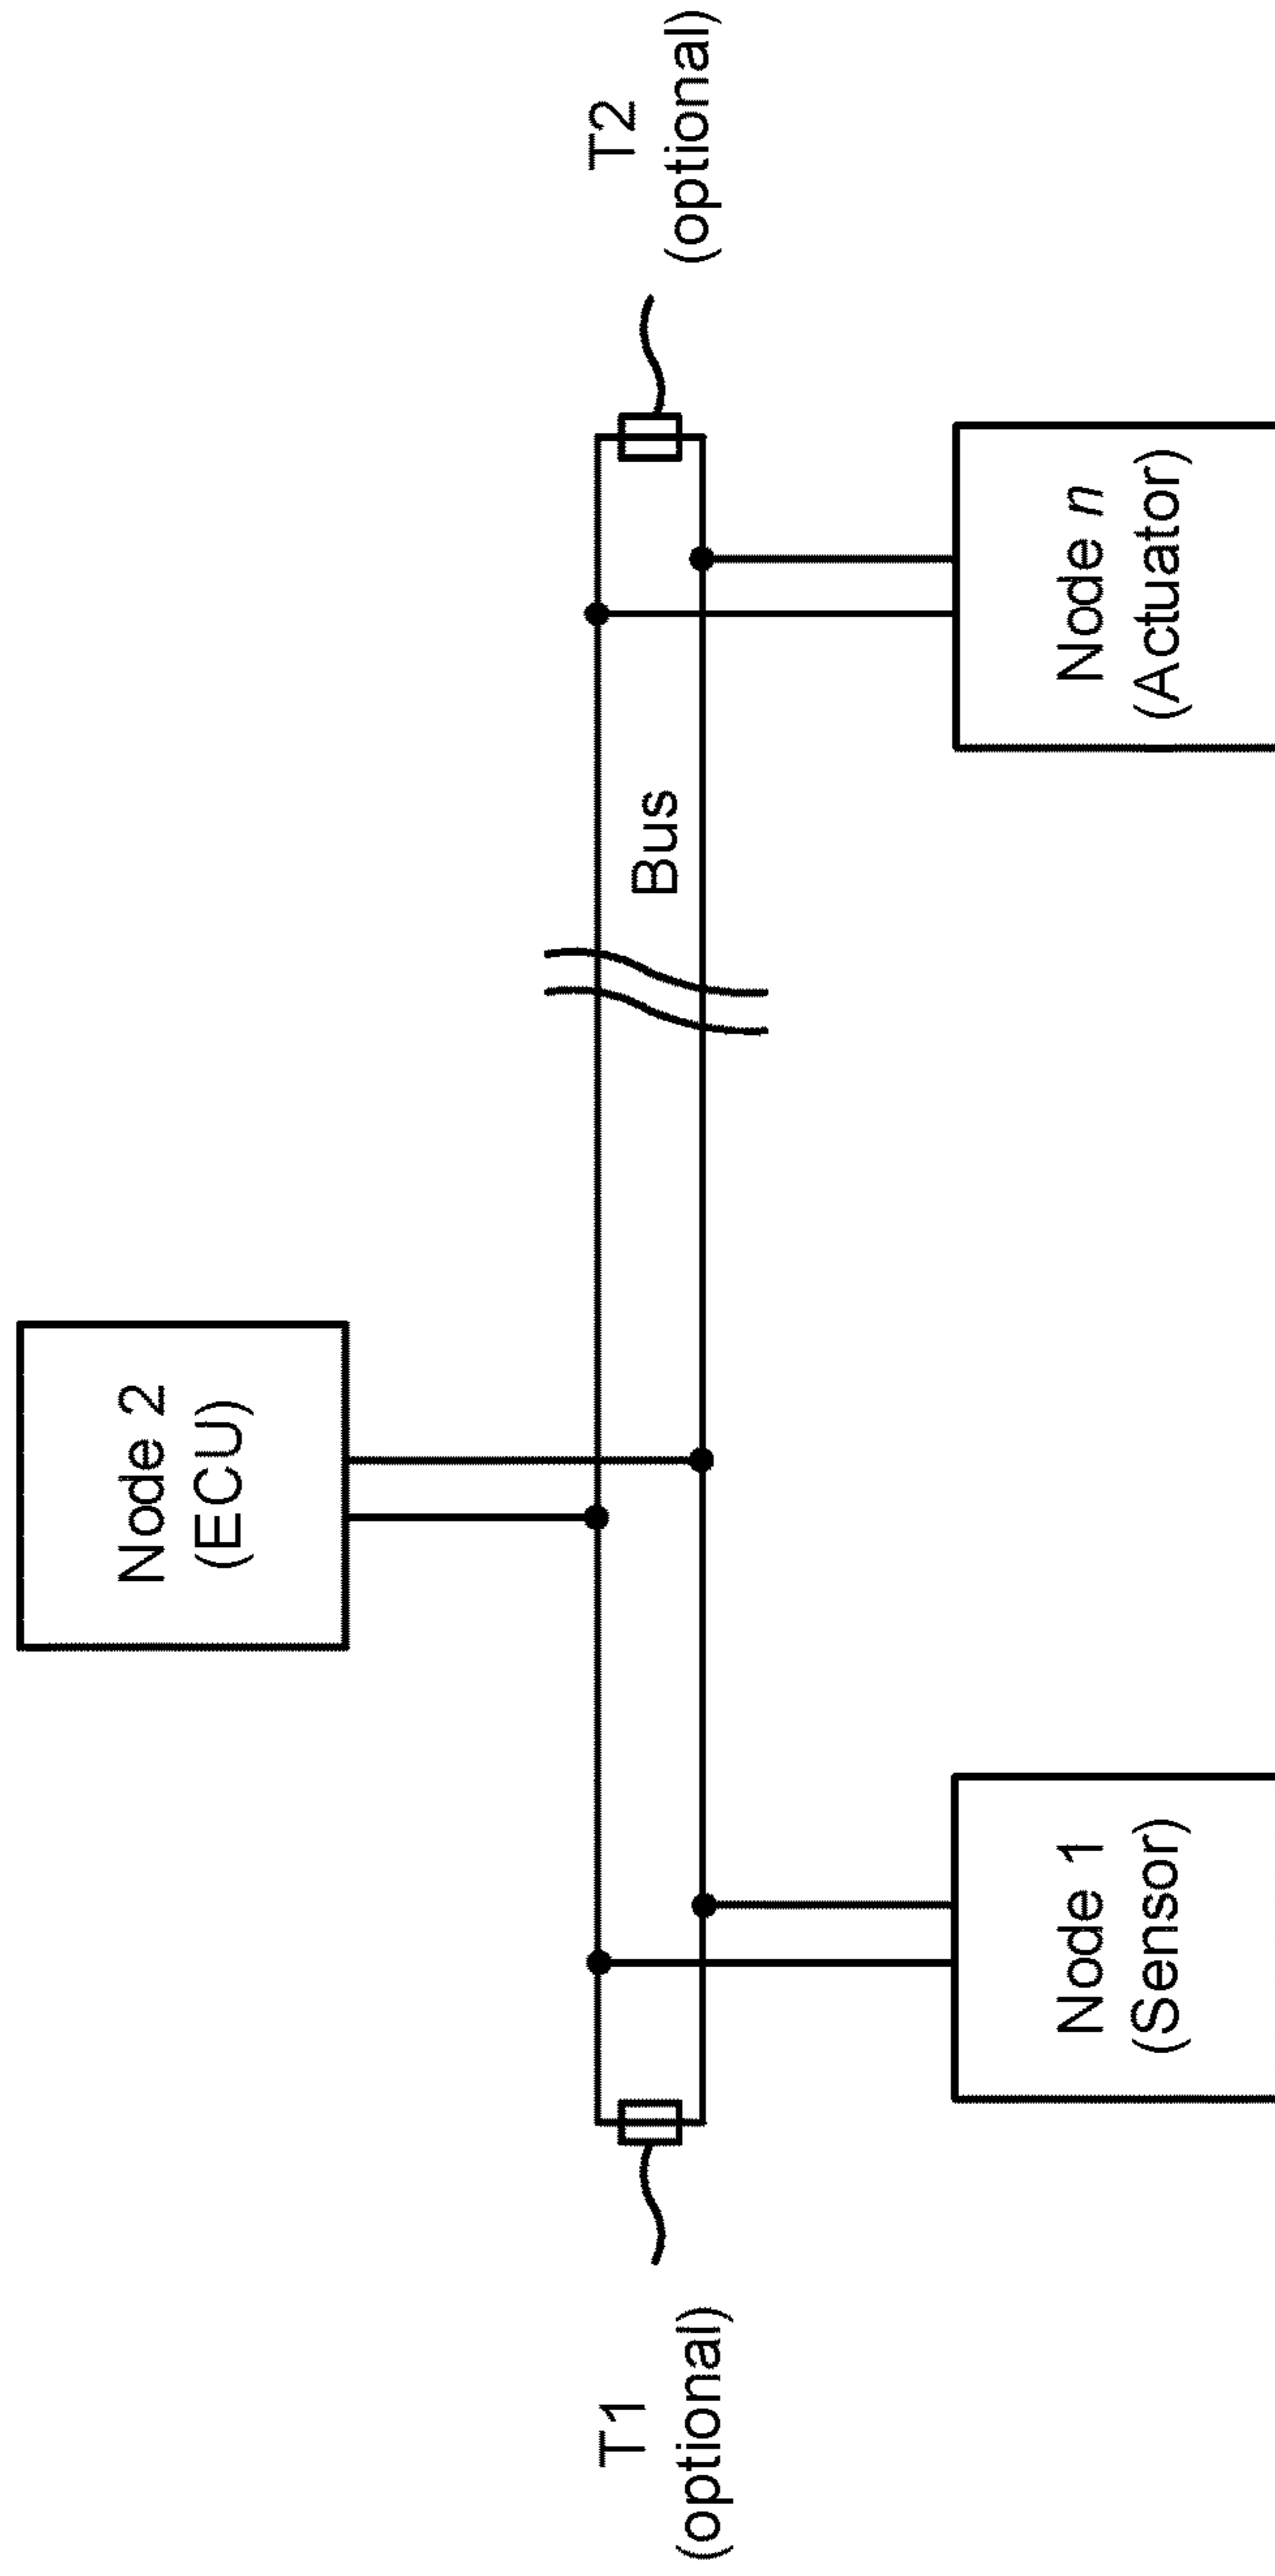 Node 2
(ECU)
T1
(optional)
Bus
T2
(optional)
Node 1
(Sensor)
Node n
(Actuator)